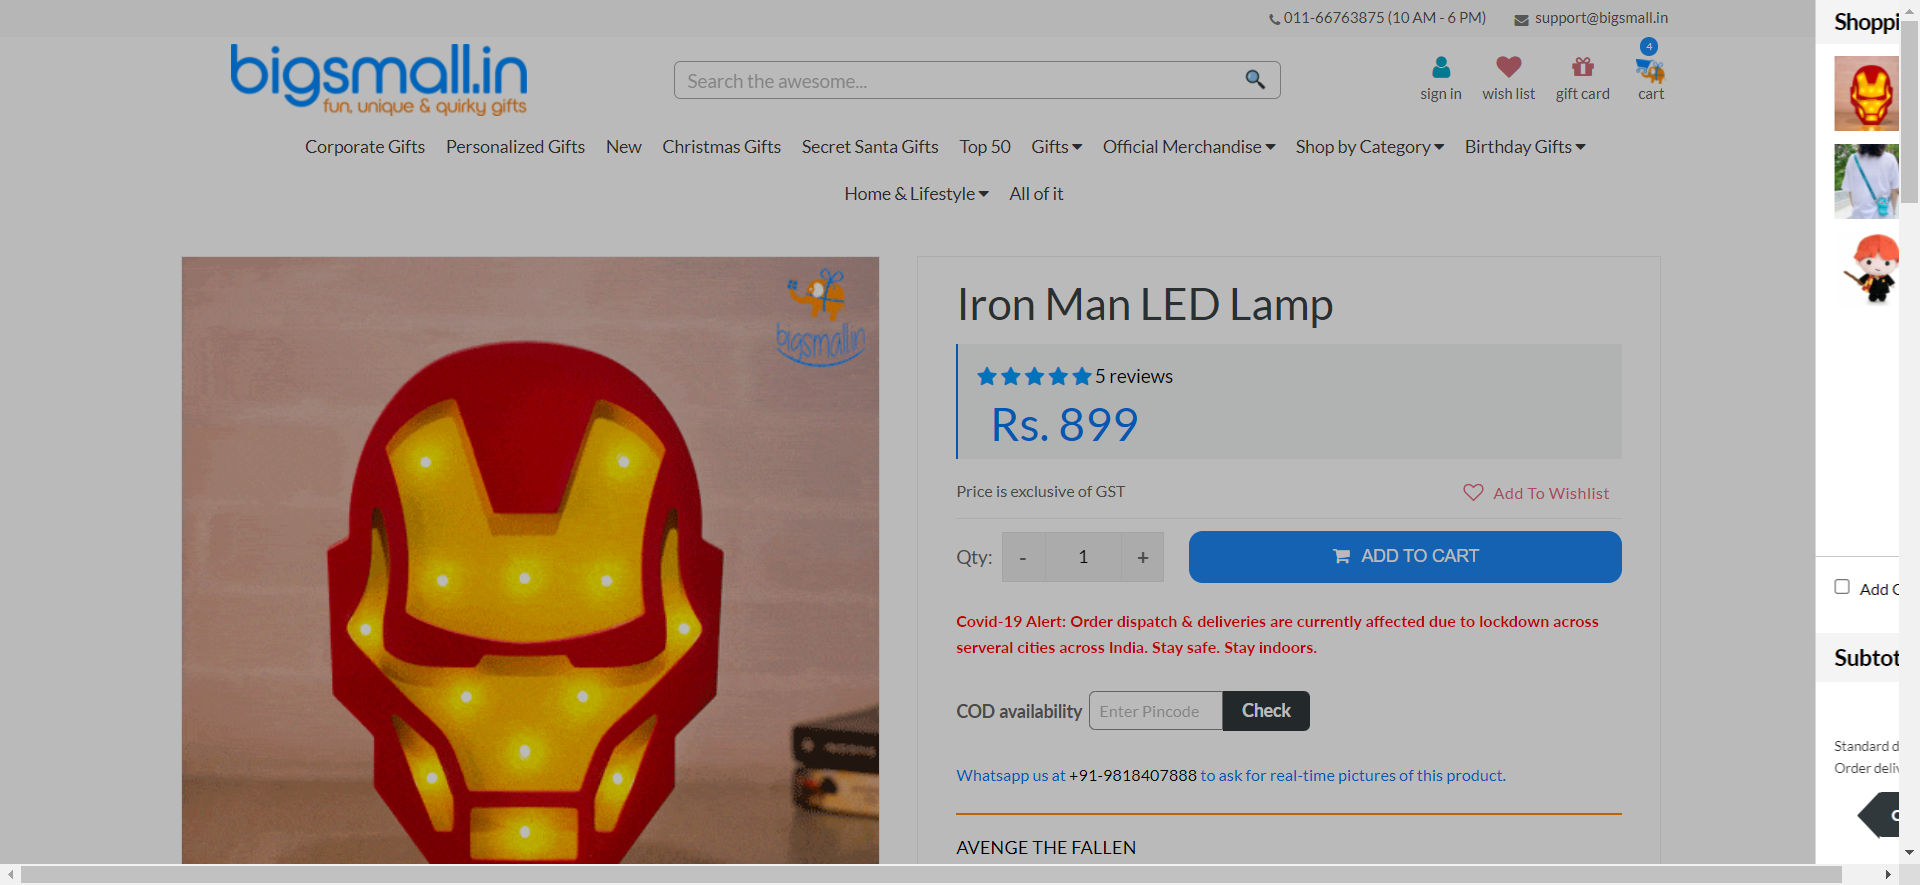 011-66763875 (10 AM - 6 PM) support@bigsmall.in
bigsmall.in
fun, unique & quirky gifts
Search the awesome...
4
sign in wish list gift card cart
Corporate Gifts Personalized Gifts New Christmas Gifts Secret Santa Gifts Top 50 Gifts Official Merchandise Shop by Category Birthday Gifts
Home & Lifestyle All of it
bigsmall.in
Iron Man LED Lamp
5 reviews
Rs. 899
Price is exclusive of GST
Add To Wishlist
Qty: - 1 + ADD TO CART
Covid-19 Alert: Order dispatch & deliveries are currently affected due to lockdown across
serveral cities across India. Stay safe. Stay indoors.
COD availability Enter Pincode Check
Whatsapp us at +91-9818407888 to ask for real-time pictures of this product.
AVENGE THE FALLEN
Shoppi
Add
Subtot
Standard d
Order deliv